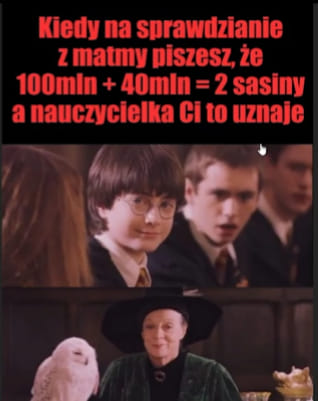 Kiedy na sprawdzianie
z matmy piszesz, że
100mln + 40mln = 2 sasiny
a nauczycielka Ci to uznaje